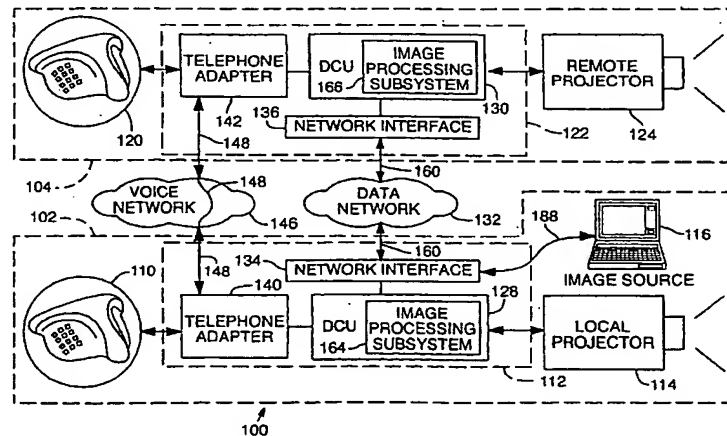 TELEPHONE
ADAPTER
142
DCU
IMAGE
PROCESSING
SUBSYSTEM
166
130
REMOTE
PROJECTOR
124
120
136
NETWORK INTERFACE
122
148
160
104
102
VOICE
NETWORK
148
146
DATA
NETWORK
132
188
116
IMAGE SOURCE
110
148
134
160
NETWORK INTERFACE
140
128
TELEPHONE
ADAPTER
DCU
IMAGE
PROCESSING
SUBSYSTEM
164
LOCAL
PROJECTOR
112
114
100